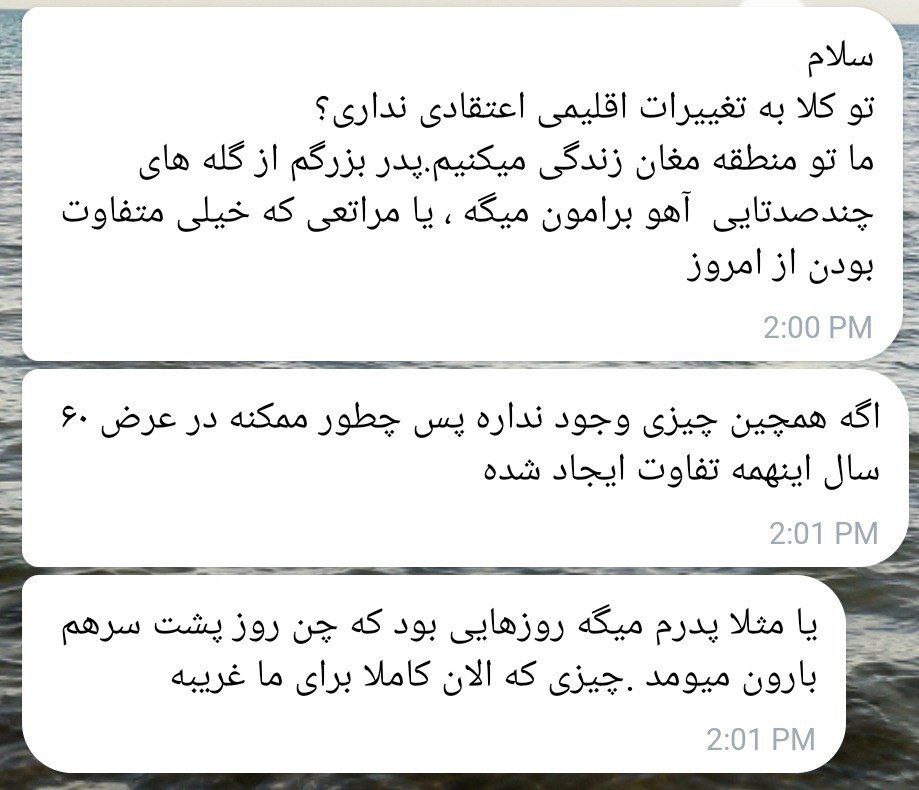 سلام
تو کلا به تغییرات اقلیمی اعتقادی نداری؟
ما تو منطقه مغان زندگی میکنیم.پدر بزرگم از گله های
چندصدتایی آهو برامون میگه ، یا مراتعی که خیلی متفاوت
بودن از امروز
2:00 PM
اگه همچین چیزی وجود نداره پس چطور ممکنه در عرض ۶۰
سال اینهمه تفاوت ایجاد شده
2:01 PM
یا مثلا پدرم میگه روزهایی بود که چن روز پشت سرهم
بارون میومد .چیزی که الان کاملا برای ما غریبه
2:01 PM